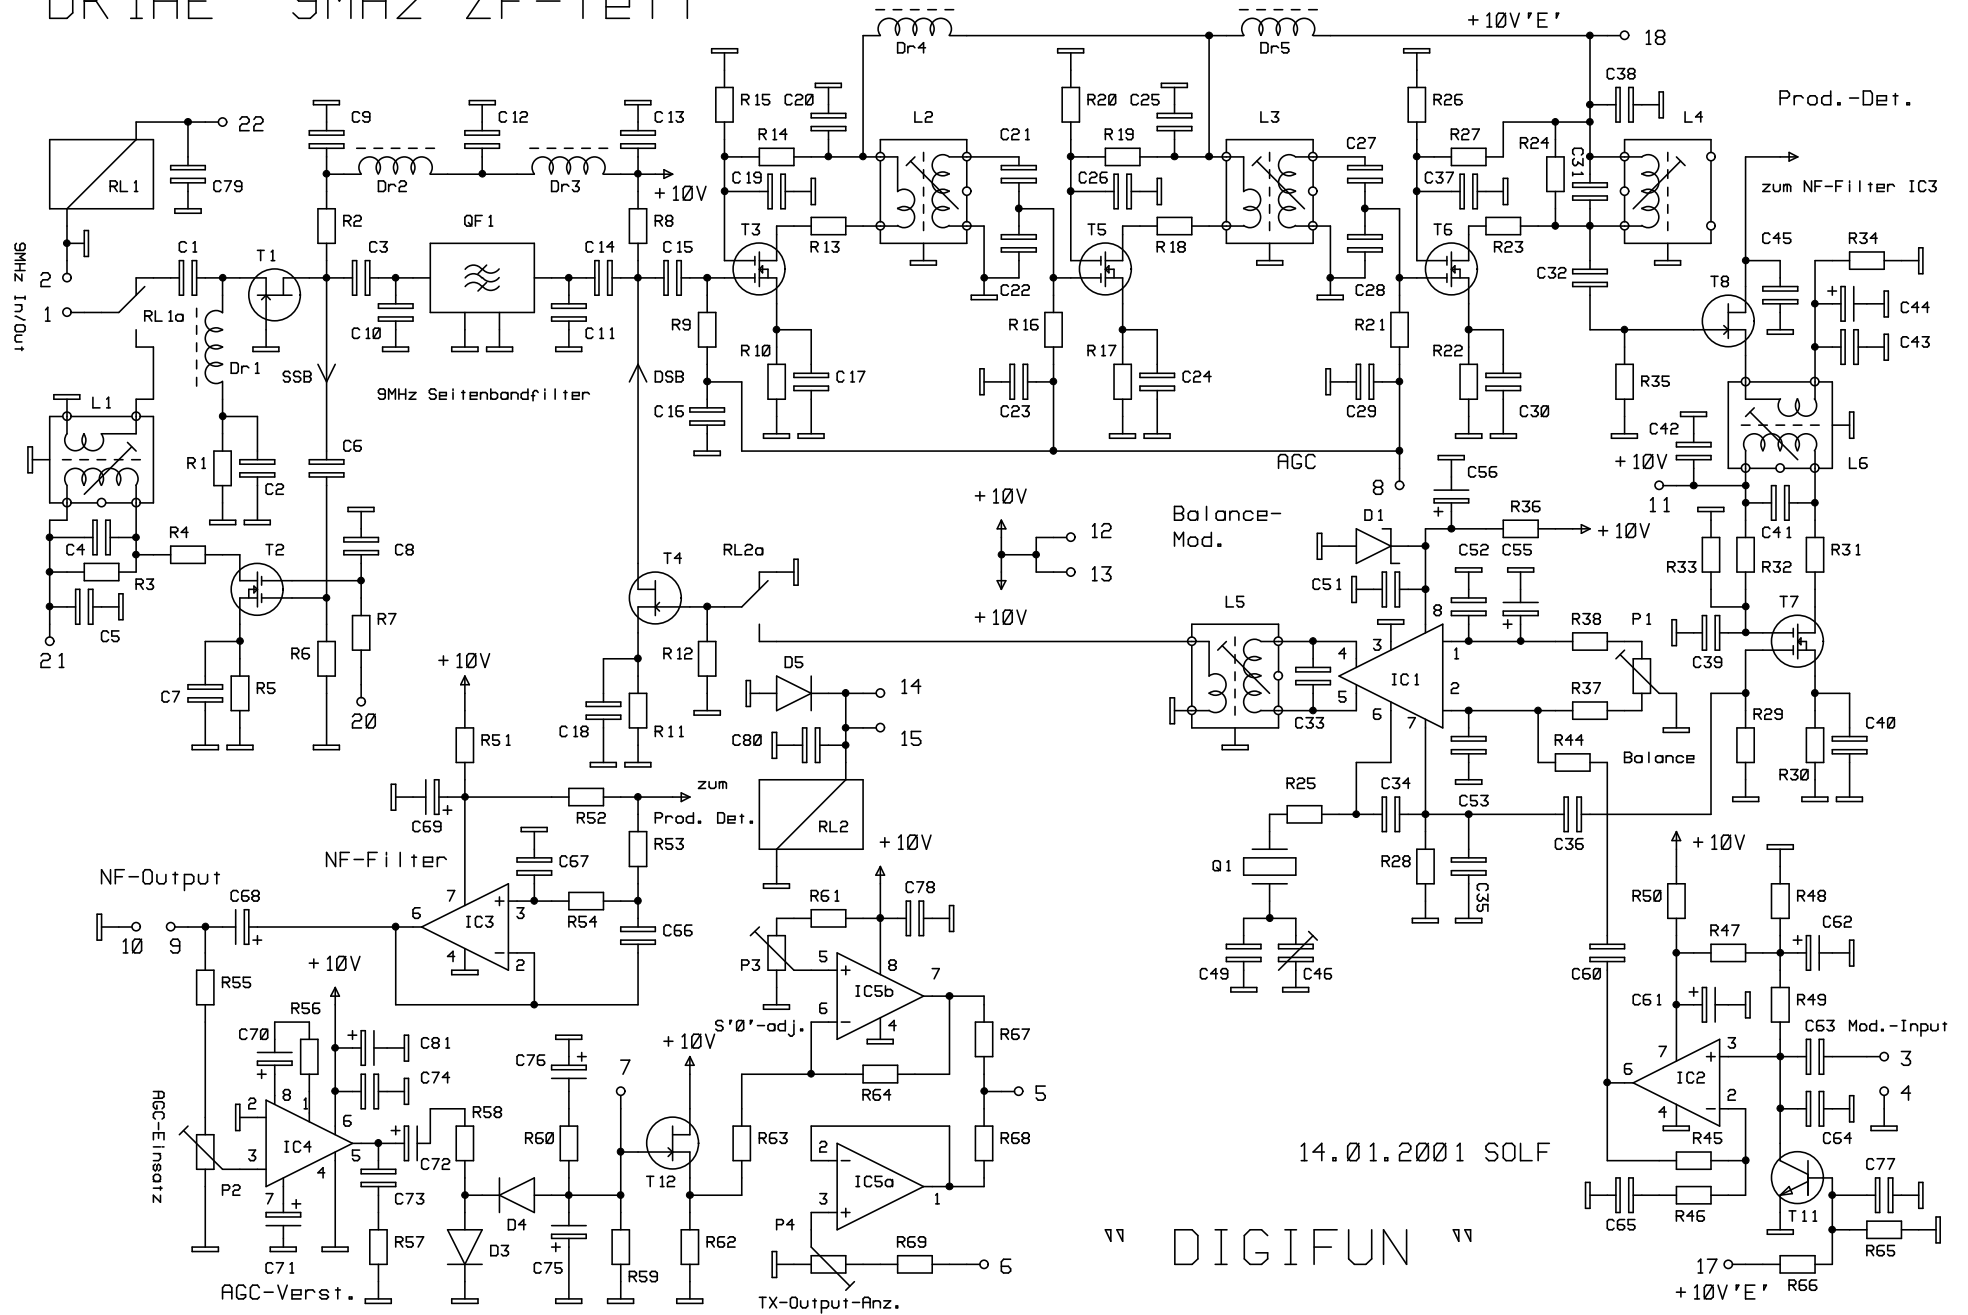 9MHz ZF-Teil
+10V'E'
18
Dr4
Dr5
C38
Prod.-Det.
R15
C20
R20
C25
R26
C9
C12
C13
L2
L3
L4
22
R14
C21
R19
C27
R27
R24
C31
RL1
C79
Dr2
Dr3
+10V
C19
C26
C37
zum NF-Filter IC3
R2
QF1
R8
T3
R13
T5
R18
T6
R23
9MHz In/Out
2
1
C1
T1
C3
C14
C15
C22
C28
C32
C45
R34
T8
C44
C43
RL1a
C10
C11
R9
R10
C17
R16
R17
C24
R21
R22
C30
R35
Dr1
SSB
9MHz Seitenbandfilter
DSB
C16
C23
C29
L1
C42
L6
R1
C2
C6
AGC
8
C56
+10V
11
C41
+10V
Balance-
Mod.
D1
R36
+10V
C4
R3
R4
T2
C8
T4
RL2a
12
13
+10V
C51
C52
C55
R33
R32
R31
C5
21
R7
L5
8
3
4
5
6
7
1
2
IC1
R38
P1
R37
T7
C39
C7
R5
R6
20
+10V
R12
D5
14
15
C33
C18
R11
C80
R44
Balance
R29
R30
C40
R51
C69
R52
zum
Prod. Det.
RL2
R25
C34
C53
C36
R53
NF-Filter
C67
+10V
Q1
R28
C35
+10V
NF-Output
C68
7
6
IC3
3
4
2
R54
C66
R61
C78
R50
R48
10
9
R47
C62
+10V
P3
5
6
8
7
4
IC5b
C49
C46
C60
R55
S'0'-adj.
R67
C61
R49
C63 Mod.-Input
R56
C70
C81
C74
C76
7
+10V
R64
5
3
4
7
6
IC2
3
2
4
C64
AGC-Einsatz
2
8
1
6
3
IC4
5
4
7
P2
C72
R58
R60
R63
R68
14.01.2001 SOLF
R45
C73
T12
2
3
IC5a
1
C65
R46
T11
C77
R65
C71
R57
D4
D3
C75
R59
R62
P4
R69
6
" DIGIFUN "
17
R66
+10V'E'
AGC-Verst.
TX-Output-Anz.